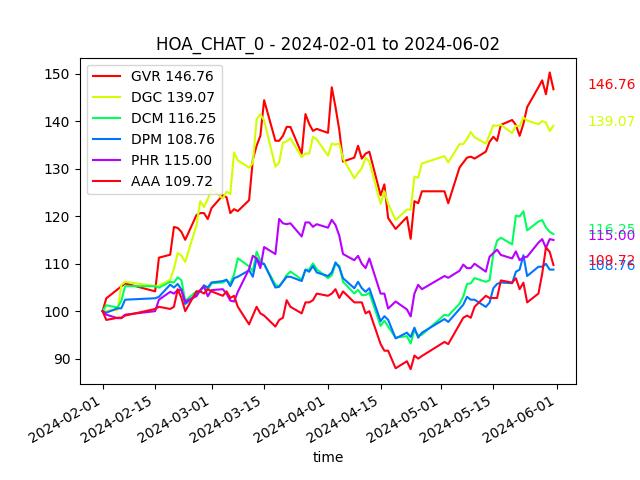 HOA_CHAT_0 - 2024-02-01 to 2024-06-02
GVR 146.76
DGC 139.07
DCM 116.25
DPM 108.76
PHR 115.00
AAA 109.72
150
140
130
120
110
100
90
146.76
139.07
116.25
115.00
109.72
108.76
2024-02-01
2024-02-15
2024-03-01
2024-03-15
2024-04-01
2024-04-15
2024-05-01
2024-05-15
2024-06-01
time